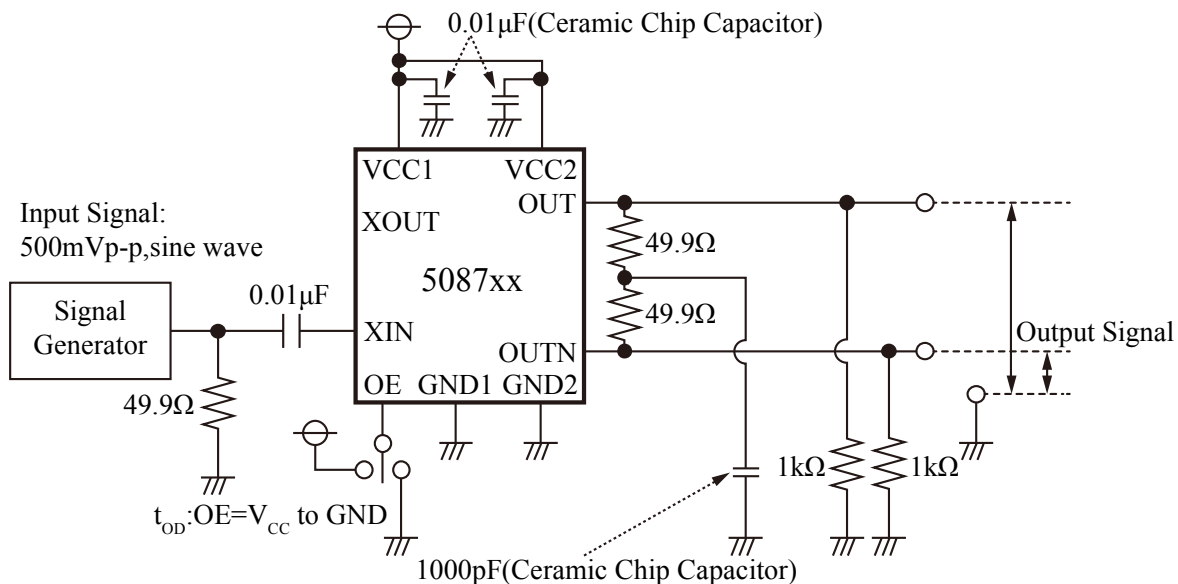 0.01μF(Ceramic Chip Capacitor)
VCC1
VCC2
OUT
XOUT
Input Signal:
500mVp-p,sine wave
49.9Ω
5087xx
0.01μF
Signal
Generator
XIN
49.9Ω
Output Signal
OUTN
OE
GND1
GND2
49.9Ω
1kΩ
1kΩ
tOD:OE=VCC to GND
1000pF(Ceramic Chip Capacitor)